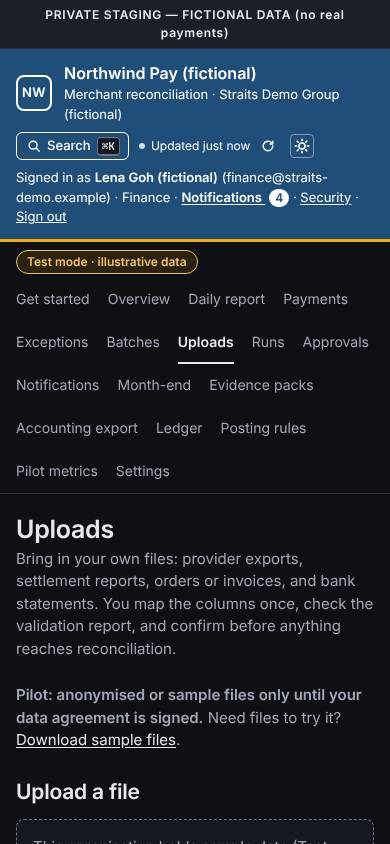 PRIVATE STAGING — FICTIONAL DATA (no real
payments)
NW
Northwind Pay (fictional)
Merchant reconciliation · Straits Demo Group
(fictional)
Search ⌘K
Updated just now
Signed in as Lena Goh (fictional) (finance@straits-
demo.example) · Finance · Notifications 4 · Security ·
Sign out
Test mode · illustrative data
Get started Overview Daily report Payments
Exceptions Batches Uploads Runs Approvals
Notifications Month-end Evidence packs
Accounting export Ledger Posting rules
Pilot metrics Settings
Uploads
Bring in your own files: provider exports,
settlement reports, orders or invoices, and bank
statements. You map the columns once, check the
validation report, and confirm before anything
reaches reconciliation.
Pilot: anonymised or sample files only until your
data agreement is signed. Need files to try it?
Download sample files.
Upload a file